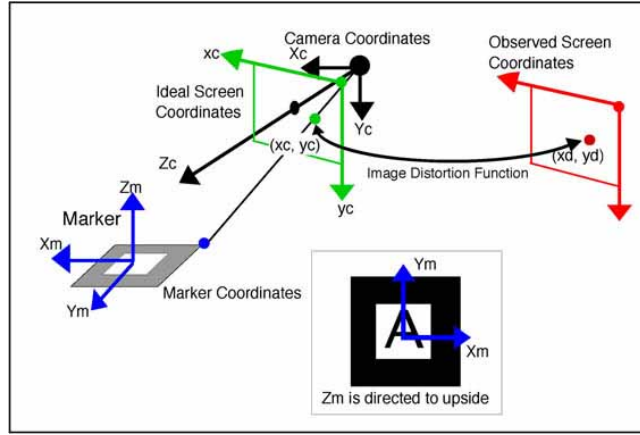 Camera Coordinates
Observed Screen
Coordinates
xc
Xc
Ideal Screen
Coordinates
Yc
(xc, yc)
(xd, yd)
Zc
Image Distortion Function
yc
Zm
Marker
Xm
Ym
Marker Coordinates
Ym
A
Xm
Zm is directed to upside